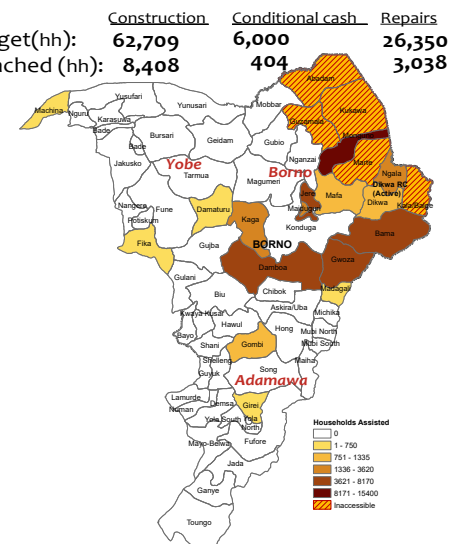 Construction Conditional cash Repairs
get(hh): 62,709 6,000 26,350
ached (hh): 8,408 404 3,038
Abadam
Machina
Yusufari
Yunusari
Mobbar
Kusawa
Nguru
Karasuwa
Guzamala
Bade
Bursari
Geidam
Gubio
Monguno
Bade
Nganzai
Marte
Jakusko
Yobe
Borno
Ngala
Tarmua
Magumeri
Jere
Mafa
Dikwa RC
(Active)
Dikwa
Kala/Balge
Nangere
Fune
Damaturu
Maiduguri
Potiskum
Kaga
Konduga
Bama
Fika
Gujba
BORNO
Gwoza
Damboa
Gulani
Biu
Chibok
Madagali
Askira/Uba
Kwaya Kusar
Michika
Hawul
Hong
Mubi North
Bayo
Shani
Gombi
Mubi South
Shelleng
Song
Maiha
Guyuk
Adamawa
Lamurde
Demsa
Girei
Numan
Yola South
Yola
North
Mayo-Belwa
Fufore
Jada
Ganye
Toungo
Households Assisted
0
1 - 750
751 - 1335
1336 - 3620
3621 - 8170
8171 - 15400
Inaccessible